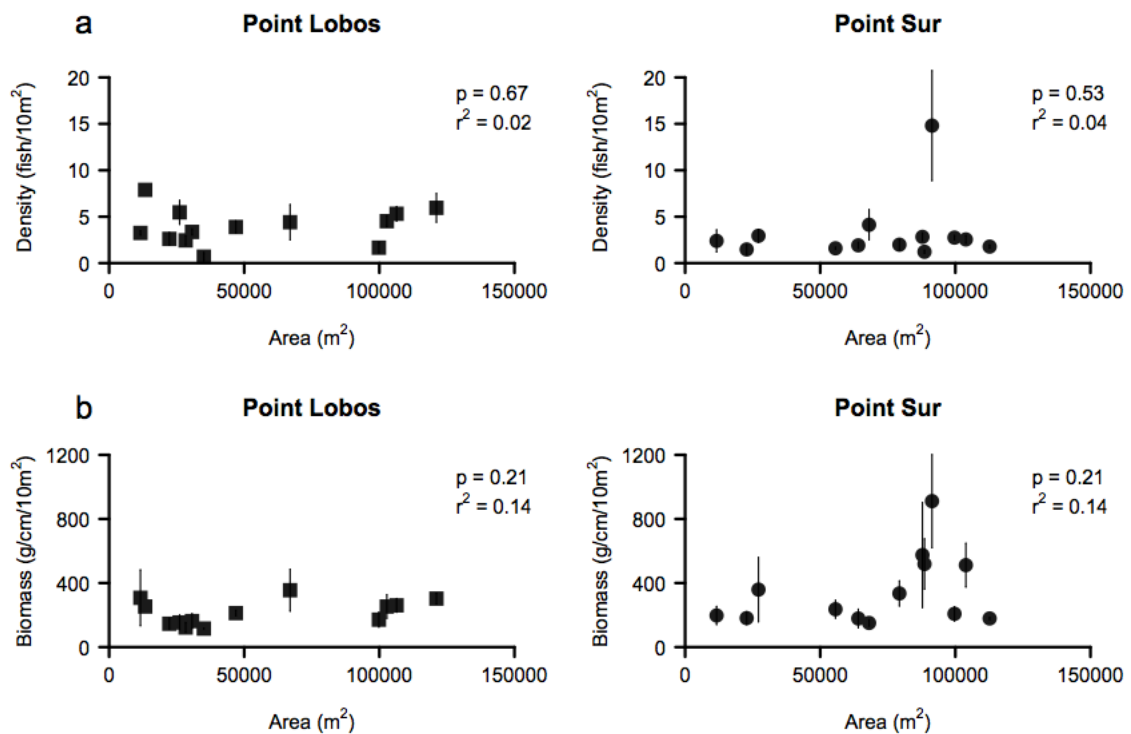 a
Point Lobos
Density (fish/10m²)
20
15
10
5
0
p = 0.67
r² = 0.02
0 50000 100000 150000
Area (m²)
Point Sur
Density (fish/10m²)
20
15
10
5
0
p = 0.53
r² = 0.04
0 50000 100000 150000
Area (m²)
b
Point Lobos
Biomass (g/cm/10m²)
1200
800
400
0
p = 0.21
r² = 0.14
0 50000 100000 150000
Area (m²)
Point Sur
Biomass (g/cm/10m²)
1200
800
400
0
p = 0.21
r² = 0.14
0 50000 100000 150000
Area (m²)